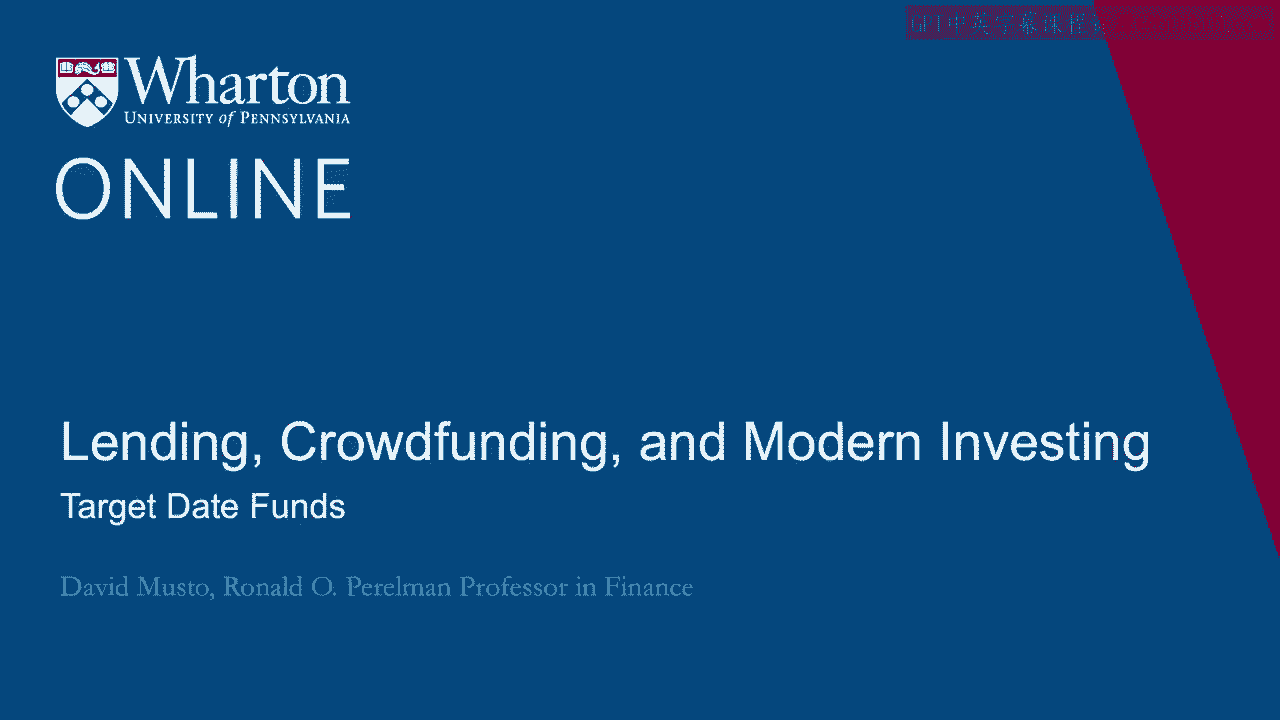 Wharton
UNIVERSITY of PENNSYLVANIA
ONLINE
Lending, Crowdfunding, and Modern Investing
Target Date Funds
David Musto, Ronald O. Perelman Professor in Finance